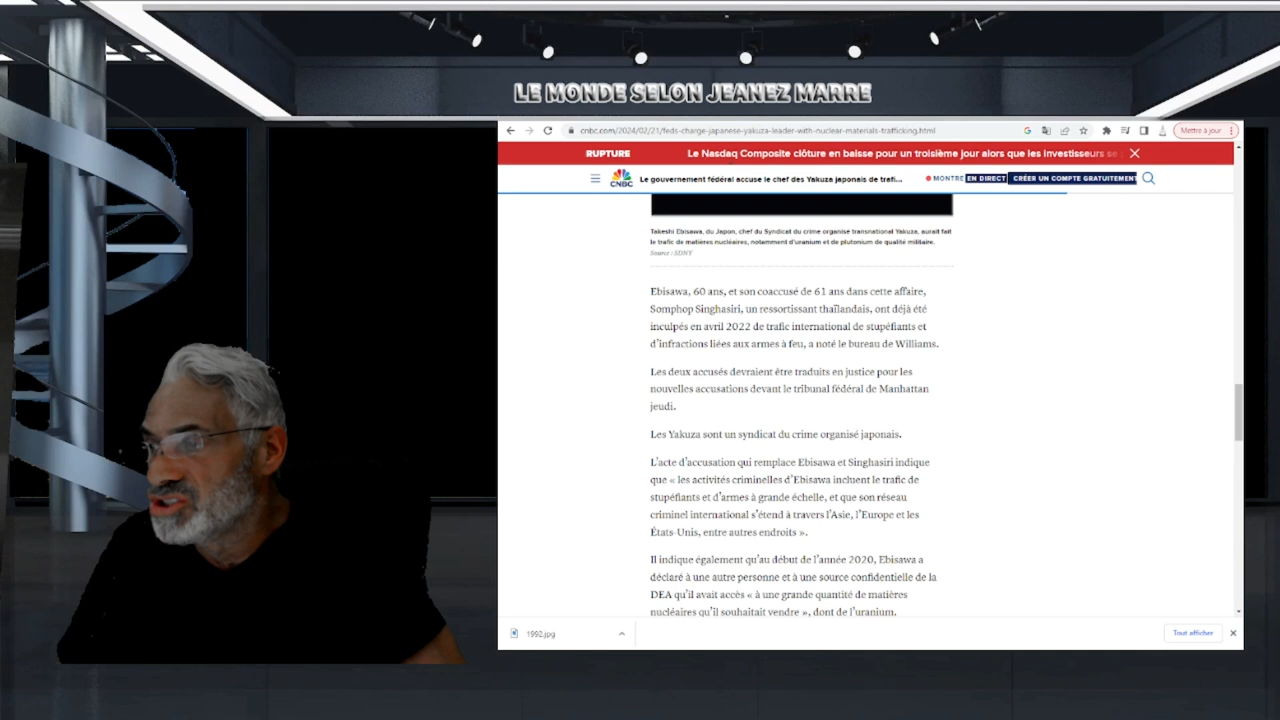 LE MONDE SELON JEANEZ MARRE
cnbc.com/2024/02/21/feds-charge-japanese-yakuza-leader-with-nuclear-materials-trafficking.html
Mettre à jour
RUPTURE Le Nasdaq Composite clôture en baisse pour un troisième jour alors que les investisseurs se
CNBC Le gouvernement fédéral accuse le chef des Yakuza japonais de trafi... MONTRE EN DIRECT CRÉER UN COMPTE GRATUITEMENT
Takeshi Ebisawa, du Japon, chef du Syndicat du crime organisé transnational Yakuza, aurait fait
le trafic de matières nucléaires, notamment d'uranium et de plutonium de qualité militaire.
Source : SDNY
Ebisawa, 60 ans, et son coaccusé de 61 ans dans cette affaire,
Somphop Singhasiri, un ressortissant thaïlandais, ont déjà été
inculpés en avril 2022 de trafic international de stupéfiants et
d'infractions liées aux armes à feu, a noté le bureau de Williams.
Les deux accusés devraient être traduits en justice pour les
nouvelles accusations devant le tribunal fédéral de Manhattan
jeudi.
Les Yakuza sont un syndicat du crime organisé japonais.
L'acte d'accusation qui remplace Ebisawa et Singhasiri indique
que « les activités criminelles d'Ebisawa incluent le trafic de
stupéfiants et d'armes à grande échelle, et que son réseau
criminel international s'étend à travers l'Asie, l'Europe et les
États-Unis, entre autres endroits ».
Il indique également qu'au début de l'année 2020, Ebisawa a
déclaré à une autre personne et à une source confidentielle de la
DEA qu'il avait accès « à une grande quantité de matières
nucléaires qu'il souhaitait vendre », dont de l'uranium.
1992.jpg
Tout afficher